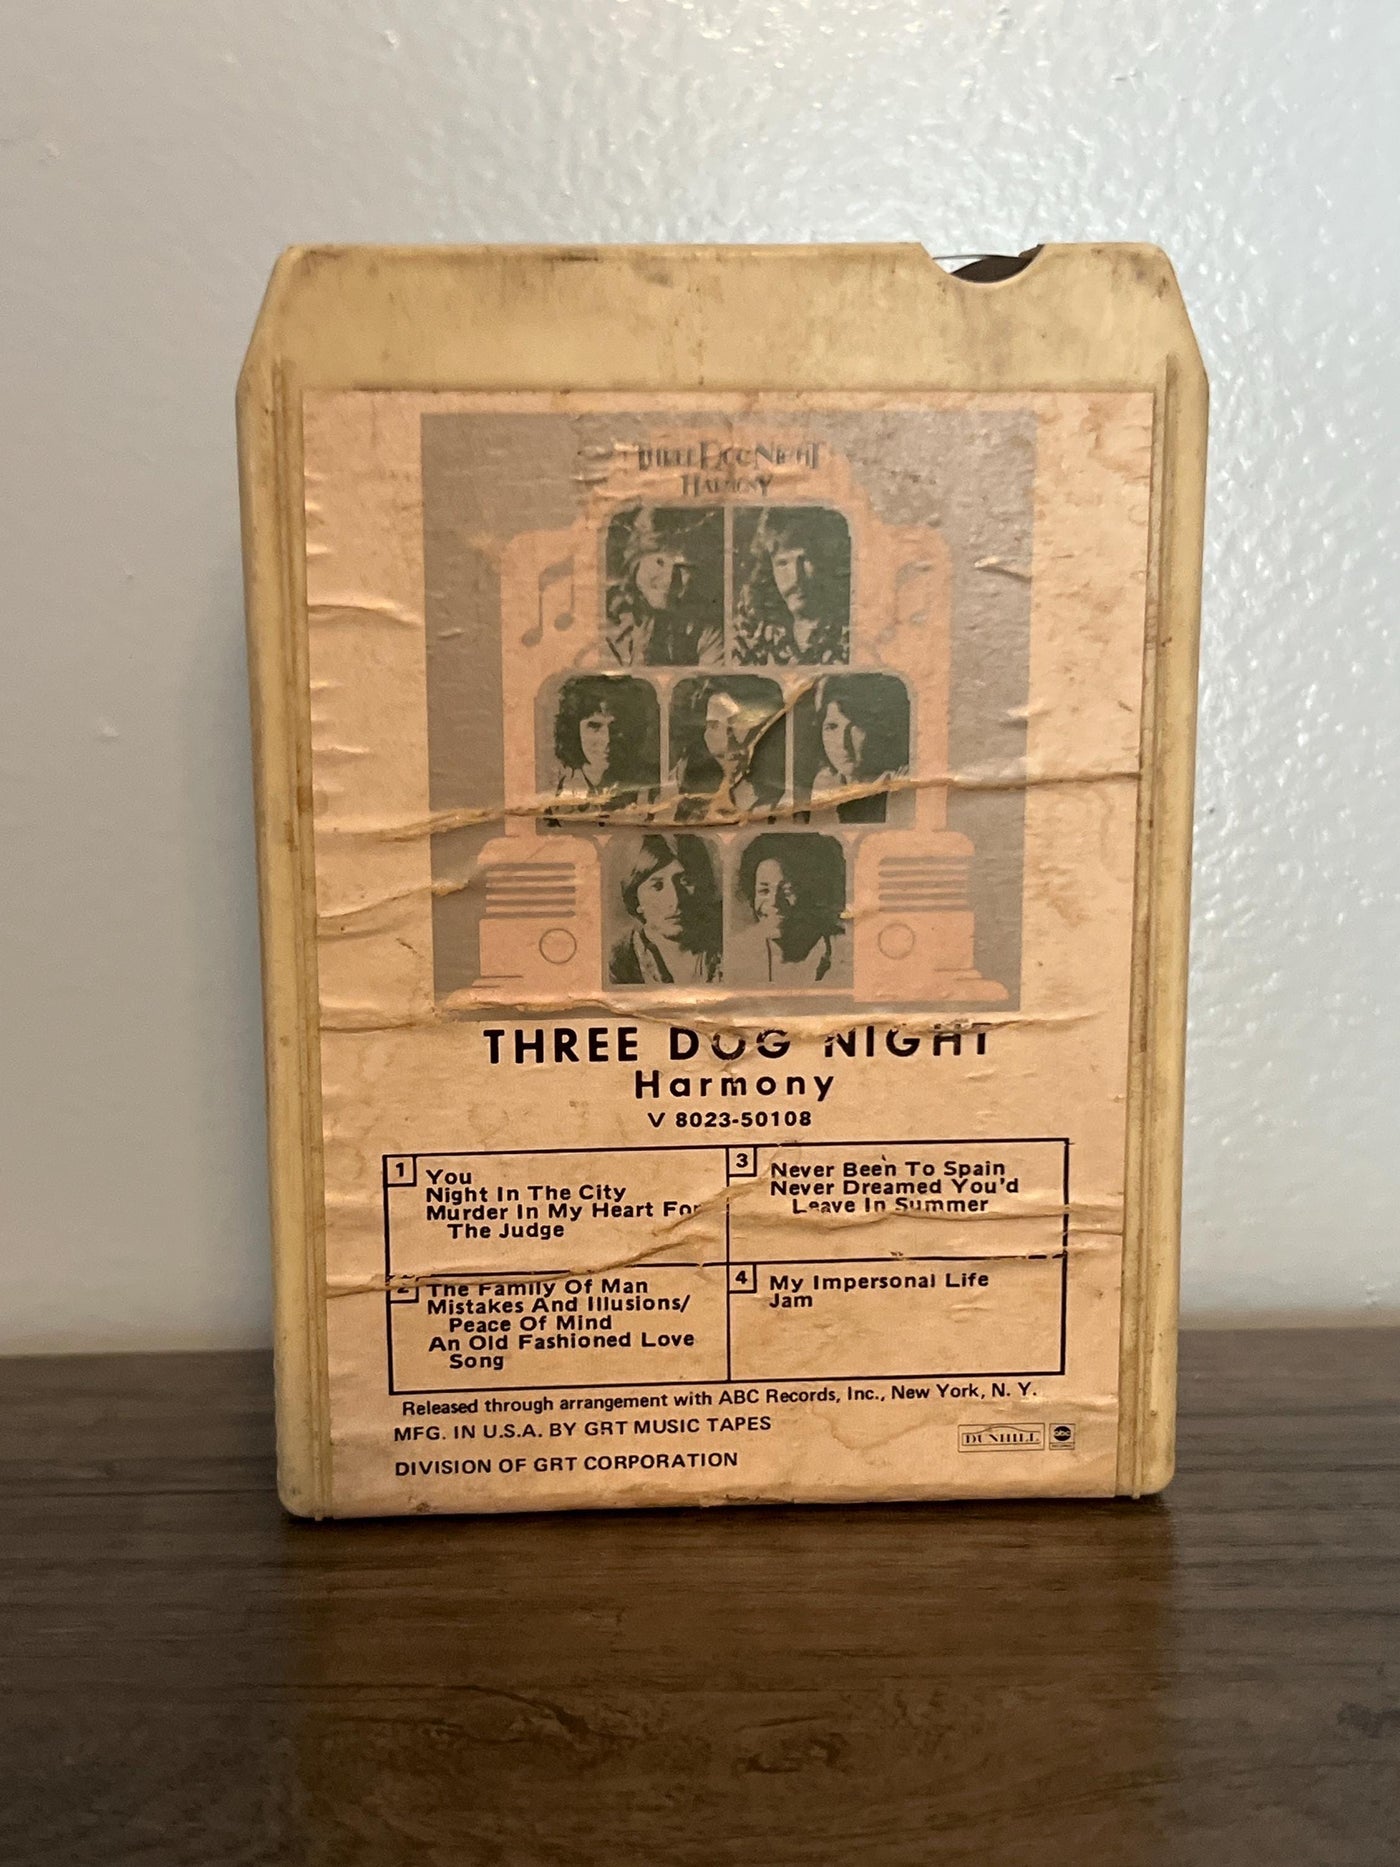 THREE DOG NIGHT
HARMONY
THREE DOG NIGHT
Harmony
V 8023-50108
1
You
Night In The City
Murder In My Heart For
The Judge
2
The Family Of Man
Mistakes And Illusions/
Peace Of Mind
An Old Fashioned Love
Song
3
Never Been To Spain
Never Dreamed You'd
Leave In Summer
4
My Impersonal Life
Jam
Released through arrangement with ABC Records, Inc., New York, N. Y.
MFG. IN U.S.A. BY GRT MUSIC TAPES
DIVISION OF GRT CORPORATION
DUNHILL
abc